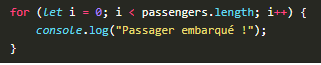 for (let i = 0; i < passengers.length; i++) {
    console.log("Passager embarqué !");
}